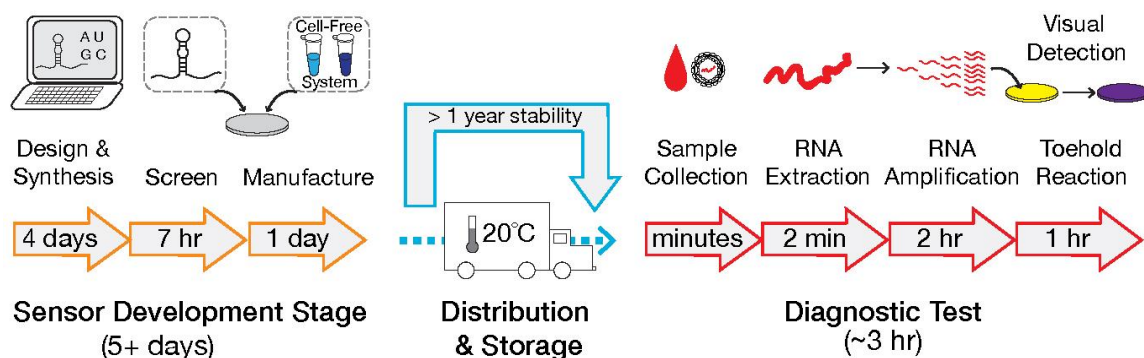 A U
G C
Cell-Free
System
Design &
Synthesis
Screen
Manufacture
4 days
7 hr
1 day
Sensor Development Stage
(5+ days)
> 1 year stability
20°C
Distribution
& Storage
Visual
Detection
Sample
Collection
RNA
Extraction
RNA
Amplification
Toehold
Reaction
minutes
2 min
2 hr
1 hr
Diagnostic Test
(~3 hr)